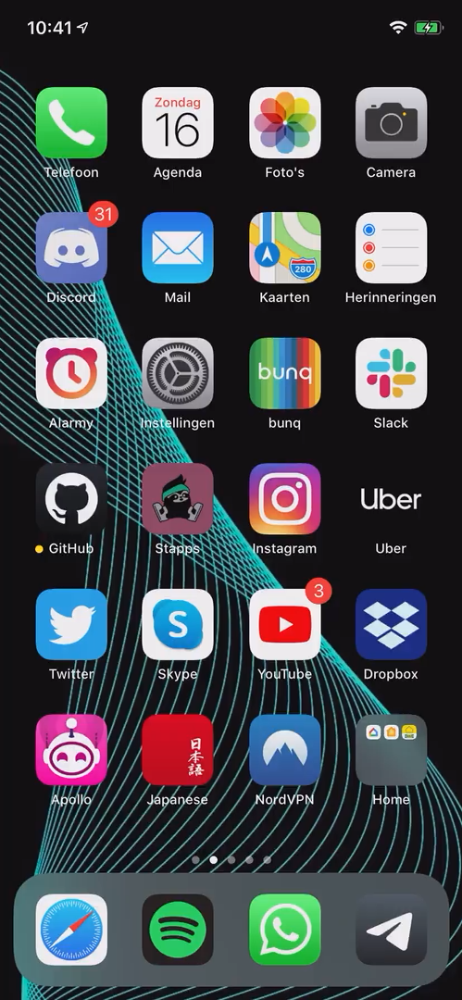 10:41
Zondag
16
Telefoon
Agenda
Foto's
Camera
31
280
Discord
Mail
Kaarten
Herinneringen
bunq
Alarmy
Instellingen
bunq
Slack
Uber
GitHub
Stapps
Instagram
Uber
S
3
Twitter
Skype
YouTube
Dropbox
日本語
Apollo
Japanese
NordVPN
Home